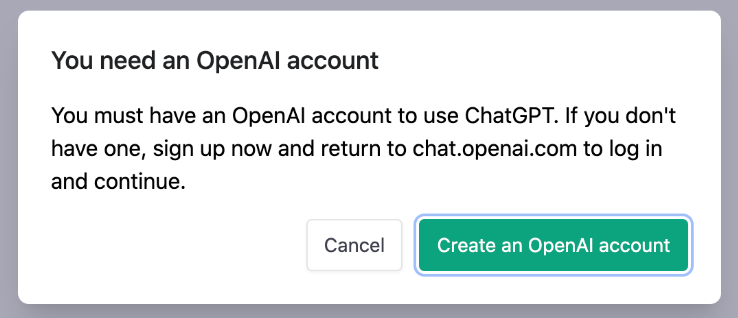 You need an OpenAI account
You must have an OpenAI account to use ChatGPT. If you don't
have one, sign up now and return to chat.openai.com to log in
and continue.
Cancel
Create an OpenAI account